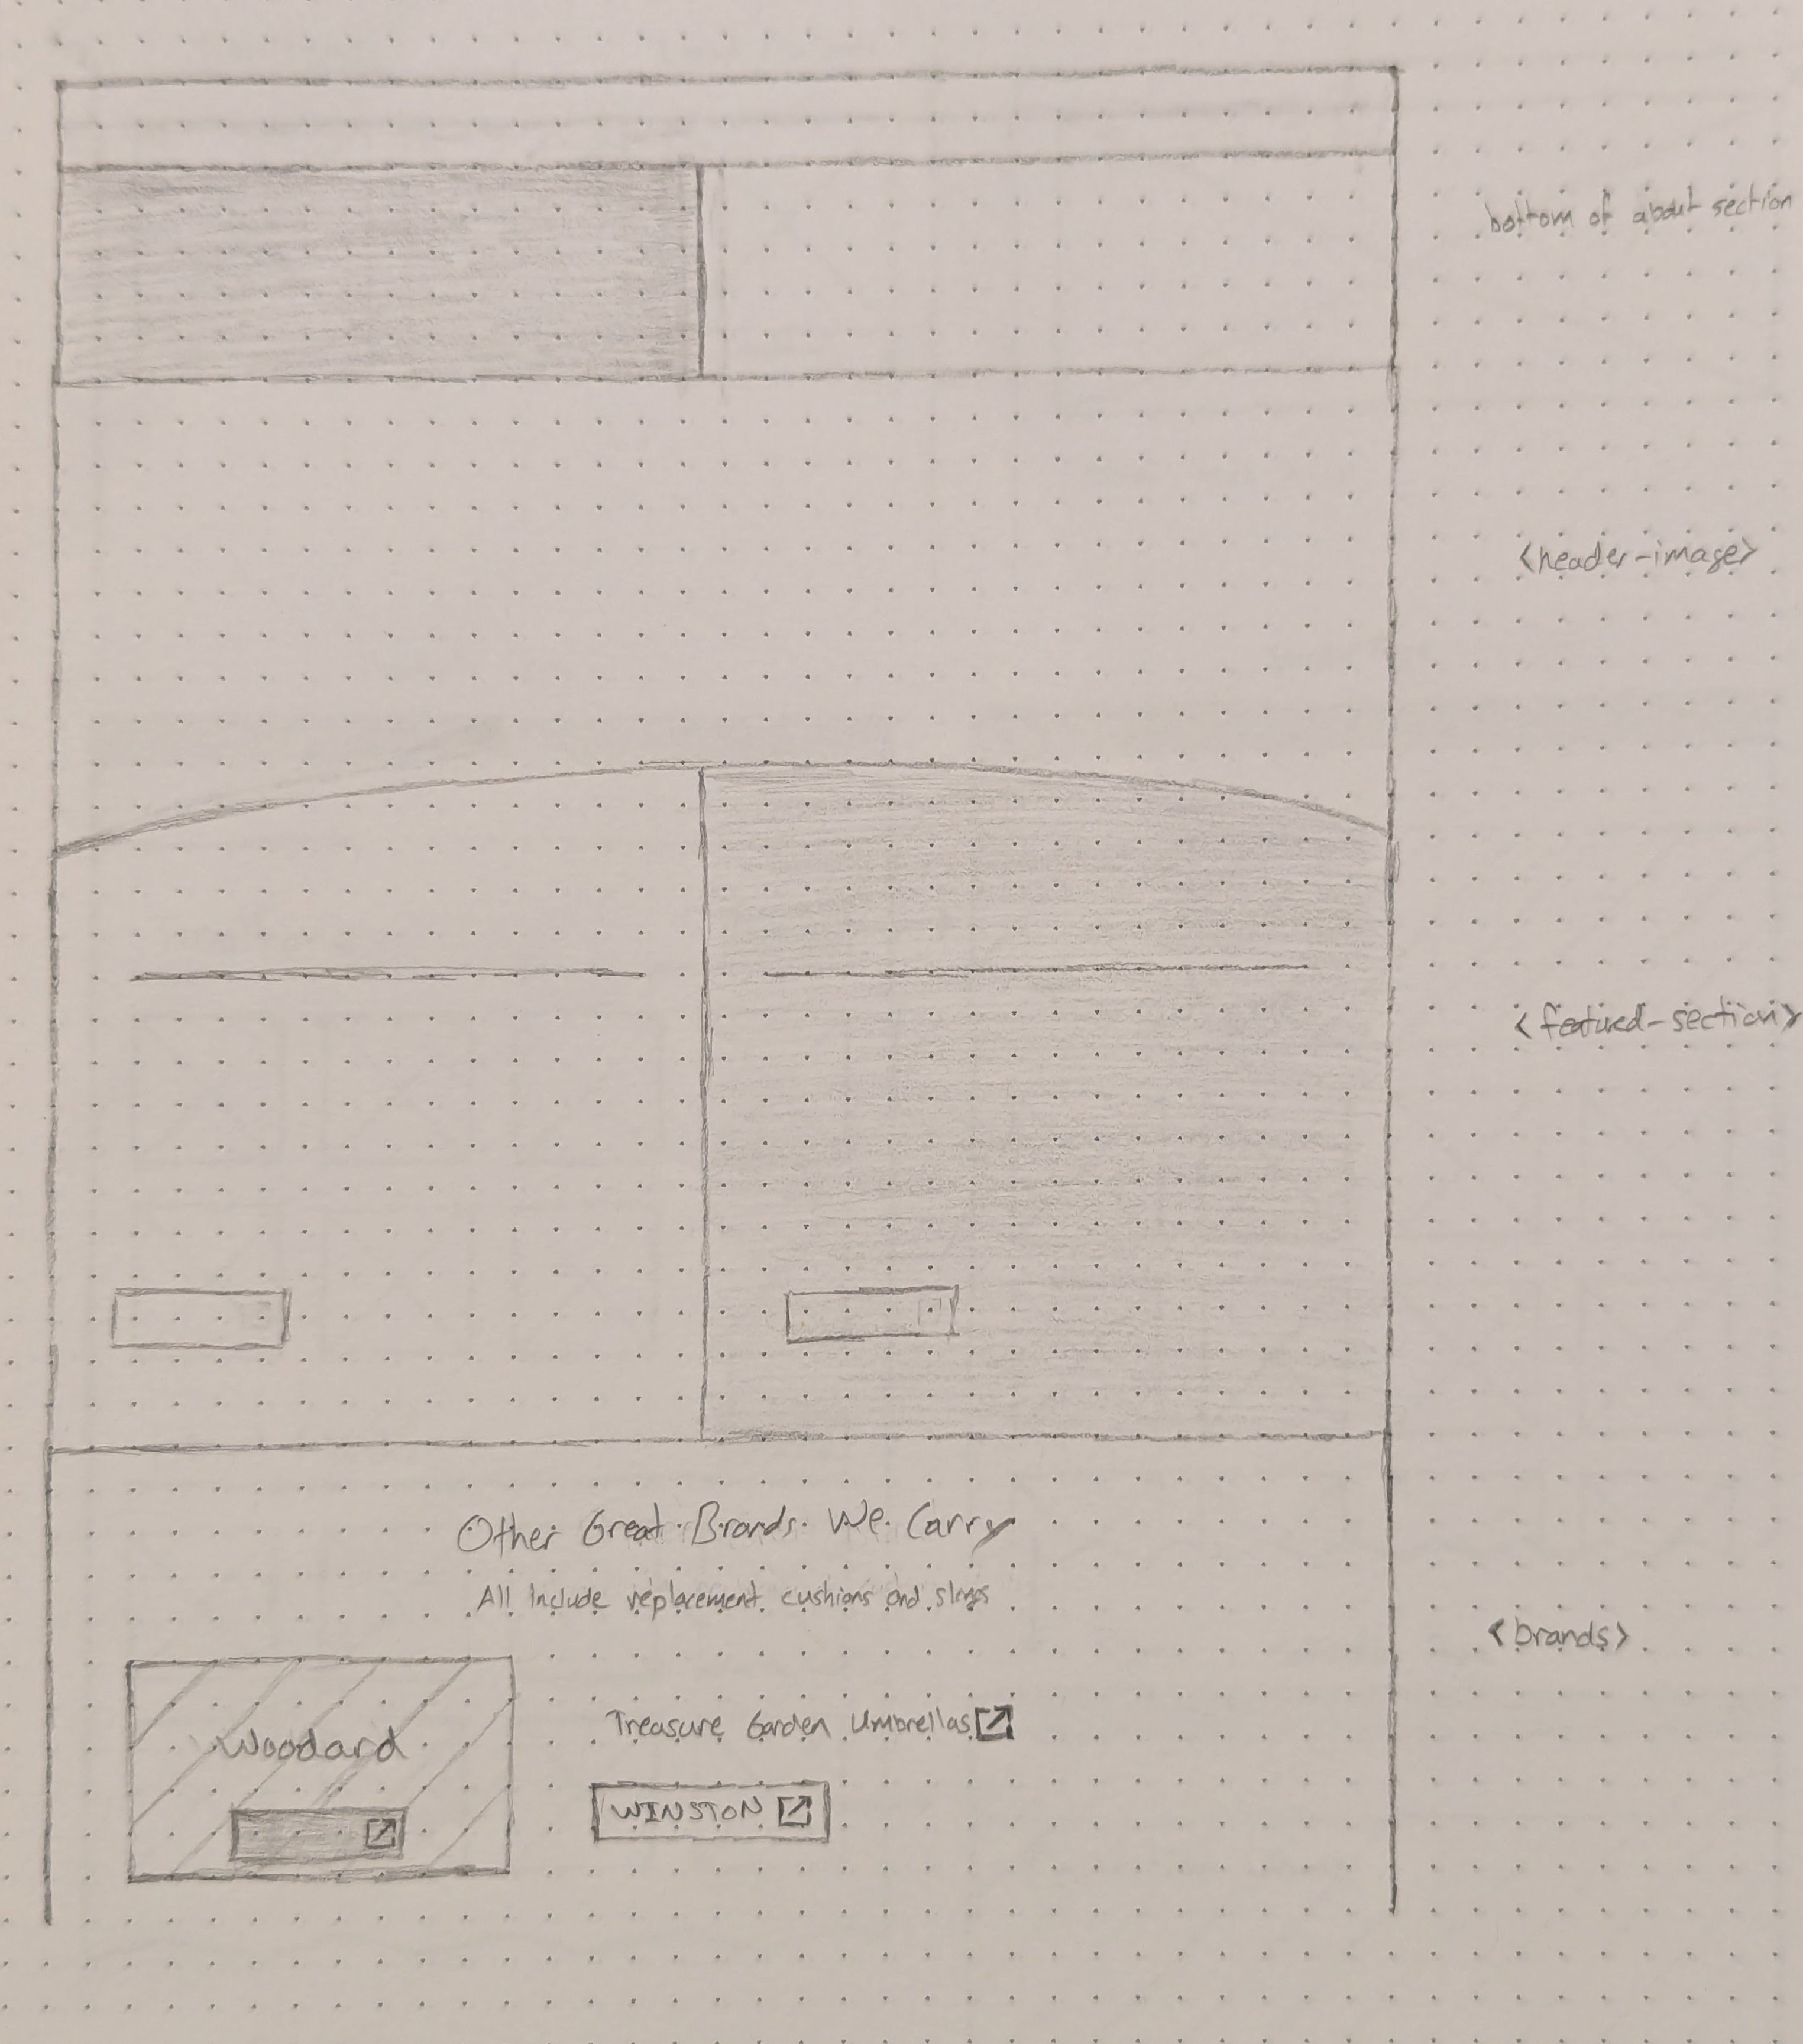 bottom of about section
<header-image>
<featured-section>
Other Great Brands We Carry
All include replacement cushions and slings
<brands>
Treasure Garden Umbrellas
Woodard
WINSTON